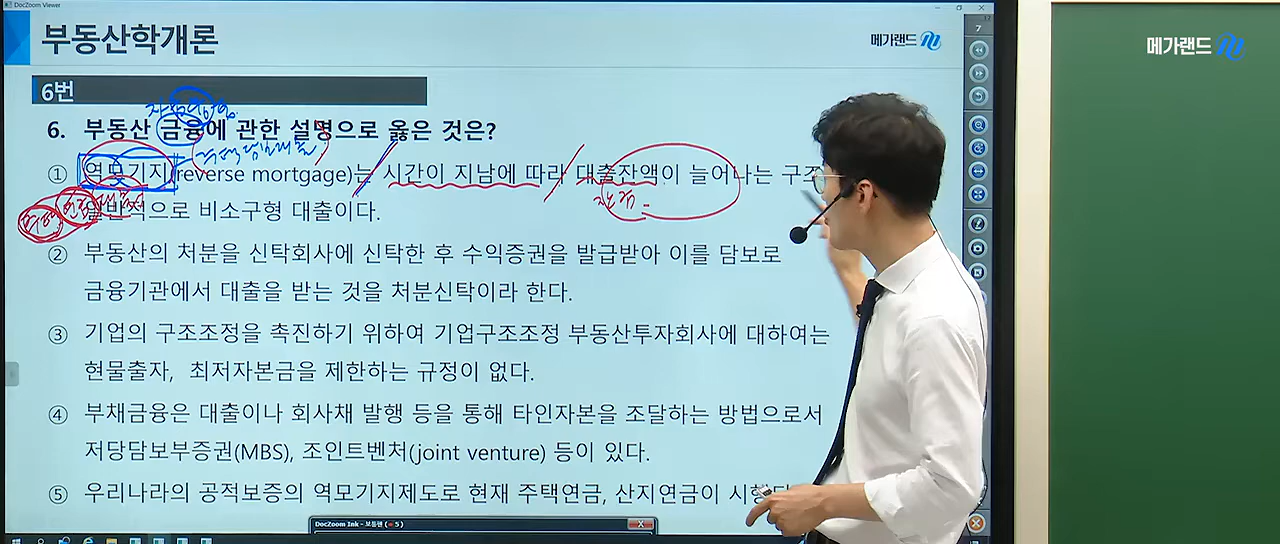 DocZoom Viewer
부동산학개론
메가랜드
메가랜드
7
6번
6. 부동산 금융에 관한 설명으로 옳은 것은?
① 역모기지(reverse mortgage)는 시간이 지남에 따라 대출잔액이 늘어나는 구조
일반적으로 비소구형 대출이다.
② 부동산의 처분을 신탁회사에 신탁한 후 수익증권을 발급받아 이를 담보로
금융기관에서 대출을 받는 것을 처분신탁이라 한다.
③ 기업의 구조조정을 촉진하기 위하여 기업구조조정 부동산투자회사에 대하여는
현물출자, 최저자본금을 제한하는 규정이 없다.
④ 부채금융은 대출이나 회사채 발행 등을 통해 타인자본을 조달하는 방법으로서
저당담보부증권(MBS), 조인트벤처(joint venture) 등이 있다.
⑤ 우리나라의 공적보증의 역모기지제도로 현재 주택연금, 산지연금이 시행
DocZoom Ink - 보통펜 ( 5 )